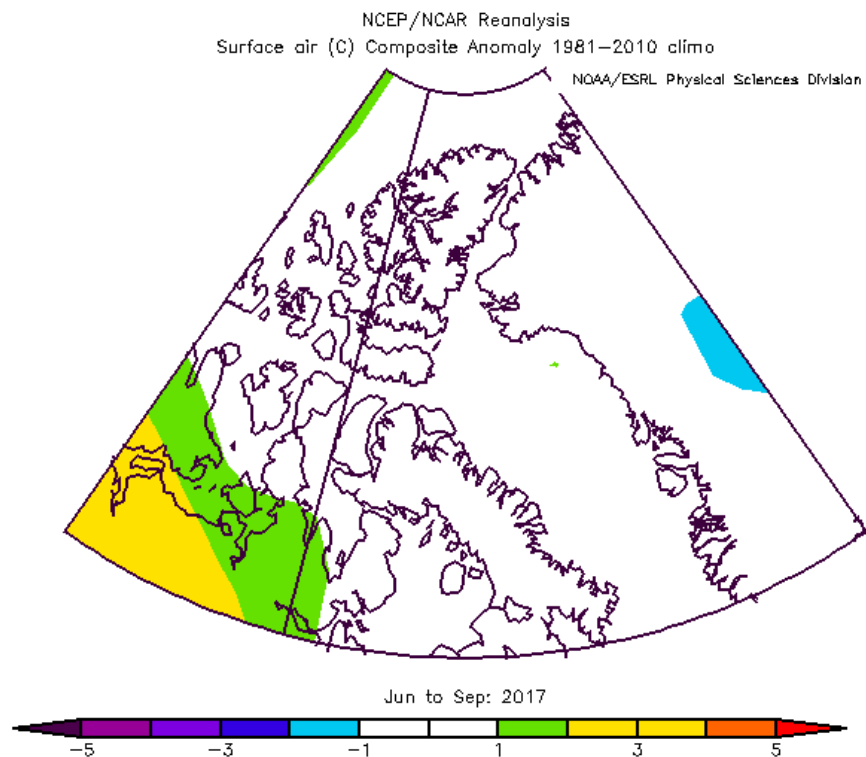 NCEP/NCAR Reanalysis
Surface air (C) Composite Anomaly 1981-2010 climo
NOAA/ESRL Physical Sciences Division
Jun to Sep: 2017
-5 -3 -1 1 3 5